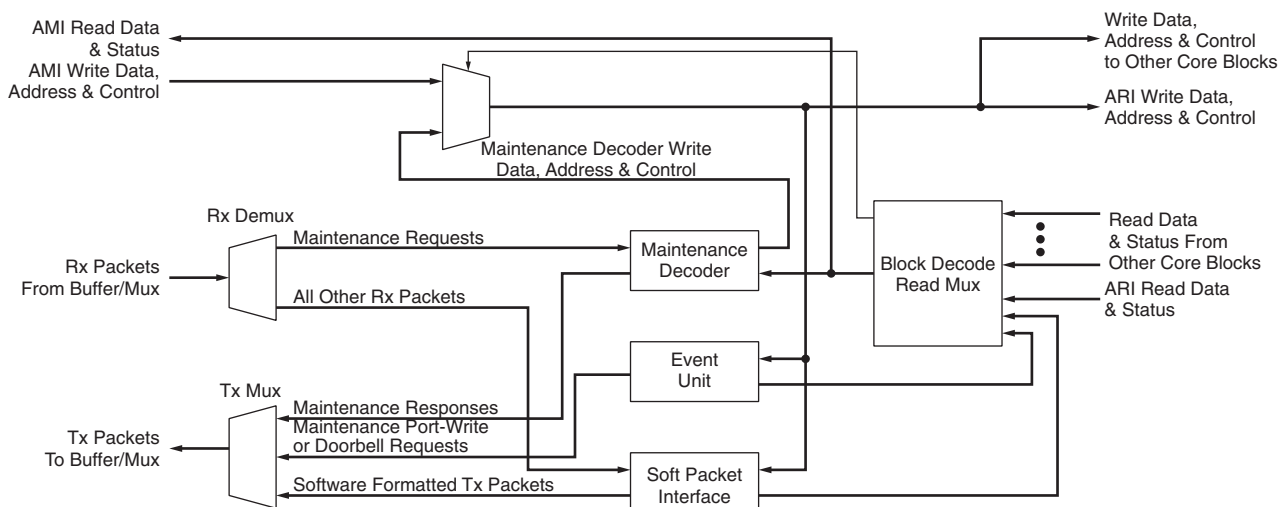 AMI Read Data
& Status
AMI Write Data,
Address & Control
Write Data,
Address & Control
to Other Core Blocks
ARI Write Data,
Address & Control
Maintenance Decoder Write
Data, Address & Control
Rx Demux
Maintenance Requests
Rx Packets
From Buffer/Mux
All Other Rx Packets
Maintenance
Decoder
Block Decode
Read Mux
Read Data
& Status From
Other Core Blocks
ARI Read Data
& Status
Event
Unit
Tx Mux
Maintenance Responses
Maintenance Port-Write
or Doorbell Requests
Tx Packets
To Buffer/Mux
Software Formatted Tx Packets
Soft Packet
Interface